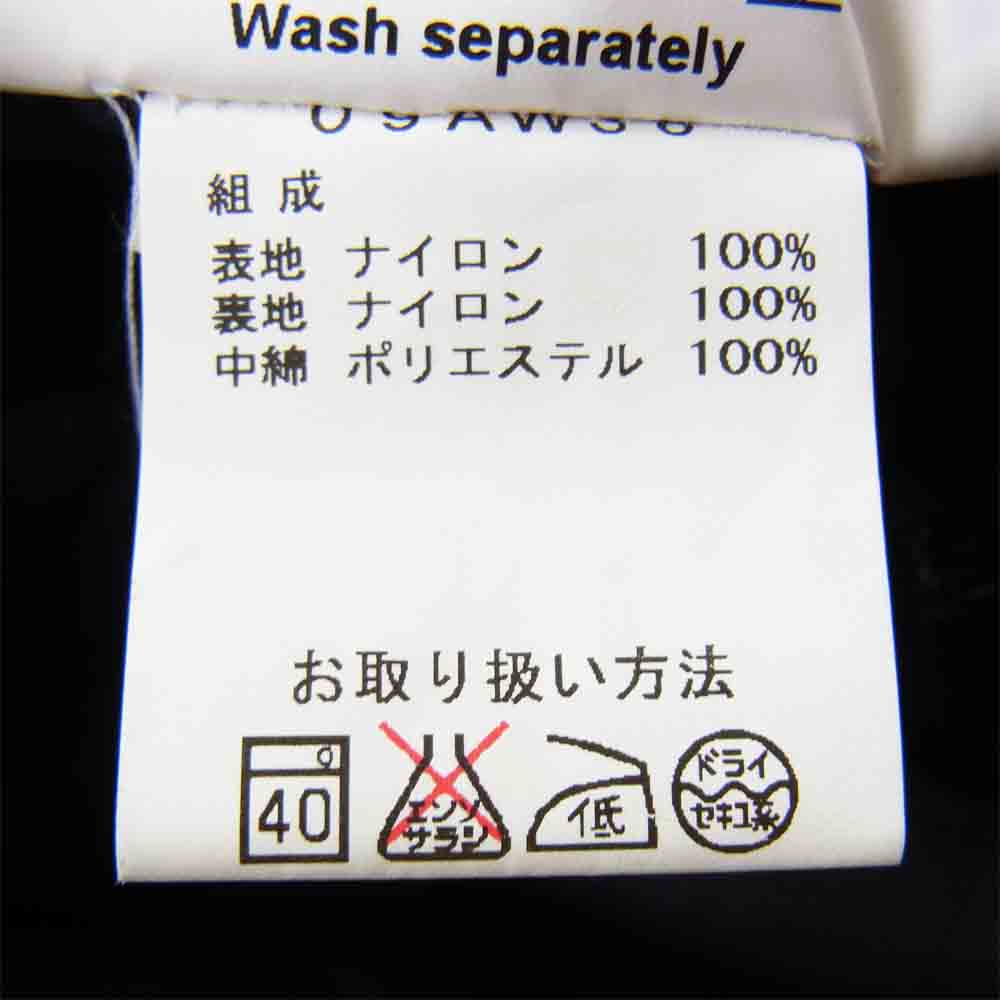 Wash separately
組成
表地 ナイロン 100%
裏地 ナイロン 100%
中綿 ポリエステル 100%
お取り扱い方法
40
エンソ
サラシ
低
ドライ
セキユ系